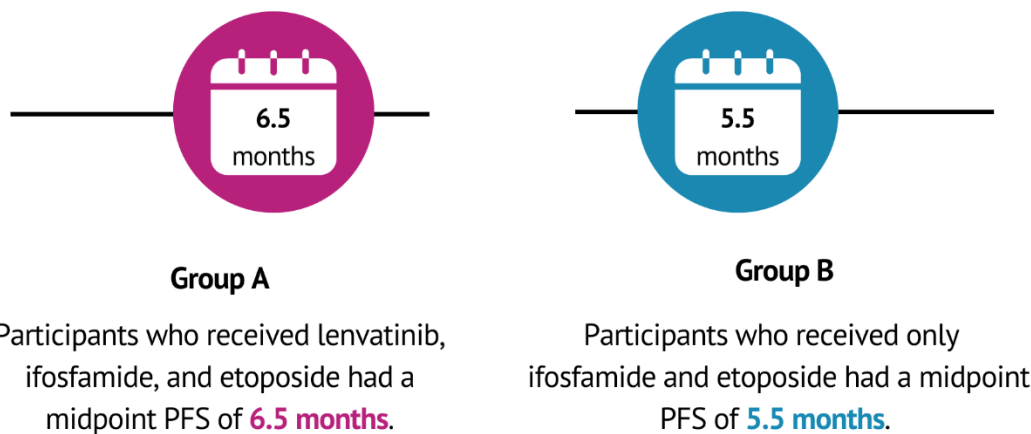 6.5
months
5.5
months
Group A
Participants who received lenvatinib,
ifosfamide, and etoposide had a
midpoint PFS of 6.5 months.
Group B
Participants who received only
ifosfamide and etoposide had a midpoint
PFS of 5.5 months.